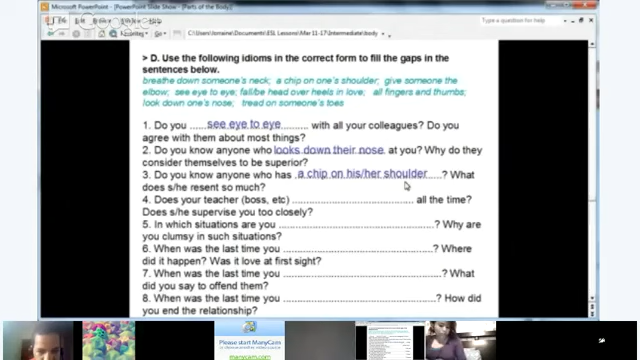 Microsoft PowerPoint - [PowerPoint Slide Show - [Parts of the Body]]
Type a question for help
Favorites
C:\Users\lorraine\Documents\ESL Lessons\Mar 11-17\Intermediate\body
> D. Use the following idioms in the correct form to fill the gaps in the
sentences below.
breathe down someone's neck; a chip on one's shoulder; give someone the
elbow; see eye to eye; fall/be head over heels in love; all fingers and thumbs;
look down one's nose; tread on someone's toes
1. Do you ......see eye to eye......... with all your colleagues? Do you
agree with them about most things?
2. Do you know anyone who looks down their nose at you? Why do they
consider themselves to be superior?
3. Do you know anyone who has .a chip on his/her shoulder.....? What
does s/he resent so much?
4. Does your teacher (boss, etc) ............................................ all the time?
Does s/he supervise you too closely?
5. In which situations are you ..........................................................? Why are
you clumsy in such situations?
6. When was the last time you ........................................................? Where
did it happen? Was it love at first sight?
7. When was the last time you .........................................................? What
did you say to offend them?
8. When was the last time you .......................................................? How did
you end the relationship?
Please start ManyCam
manycam.com